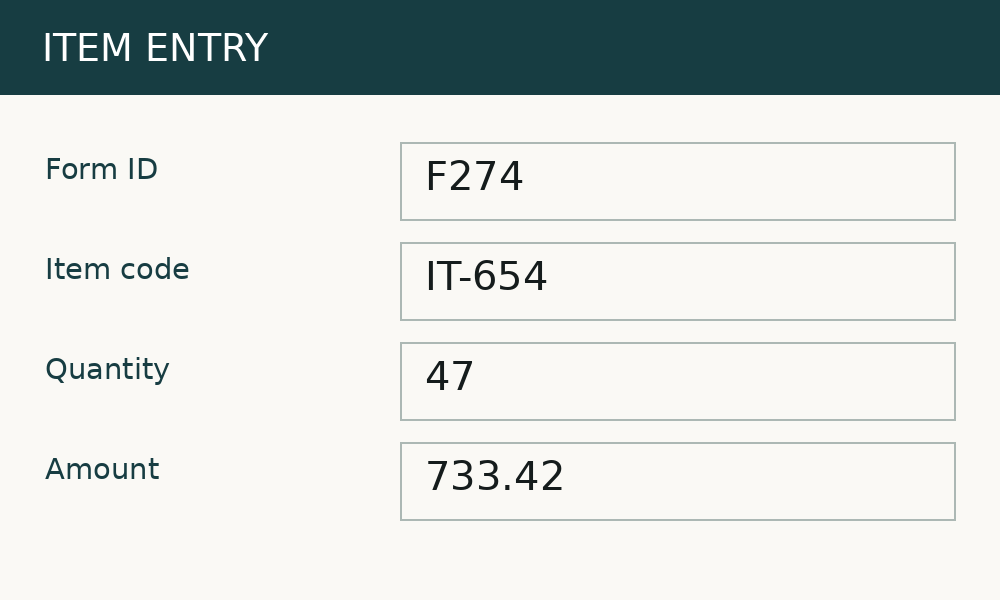 ITEM ENTRY
Form ID F274
Item code IT-654
Quantity 47
Amount 733.42